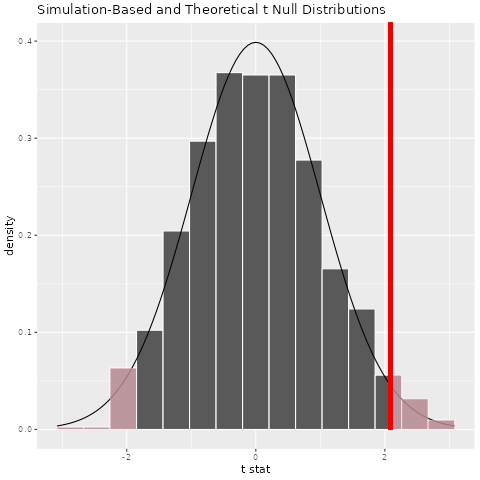 Simulation-Based and Theoretical t Null Distributions
0.4
0.3
0.2
0.1
0.0
density
-2
0
2
t stat